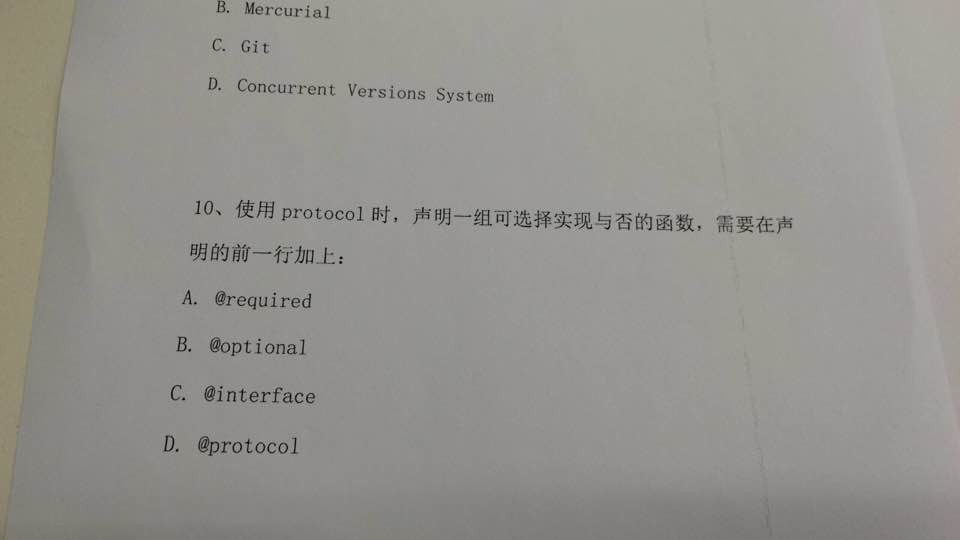 B. Mercurial
C. Git
D. Concurrent Versions System
10、使用 protocol 时，声明一组可选择实现与否的函数，需要在声
明的前一行加上：
A. @required
B. @optional
C. @interface
D. @protocol